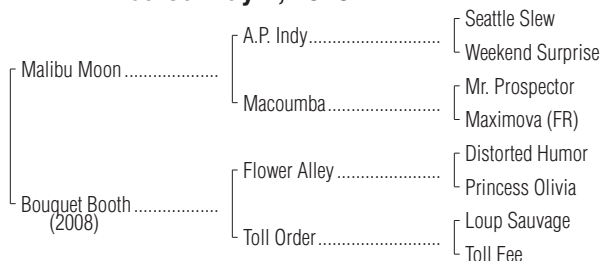 Seattle Slew
A.P. Indy
Weekend Surprise
Malibu Moon
Mr. Prospector
Macoumba
Maximova (FR)
Distorted Humor
Flower Alley
Princess Olivia
Bouquet Booth
(2008)
Loup Sauvage
Toll Order
Toll Fee